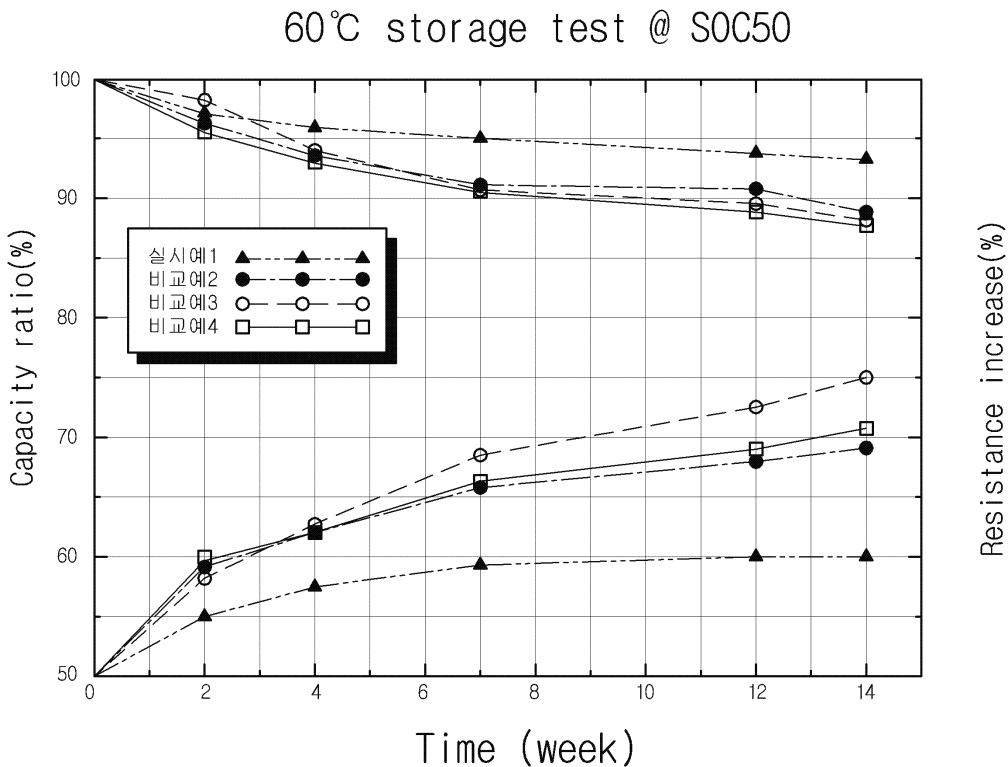 60℃ storage test @ SOC50
Capacity ratio(%)
100
90
80
70
60
50
실시예1
비교예2
비교예3
비교예4
0 2 4 6 8 10 12 14
Time (week)
Resistance increase(%)